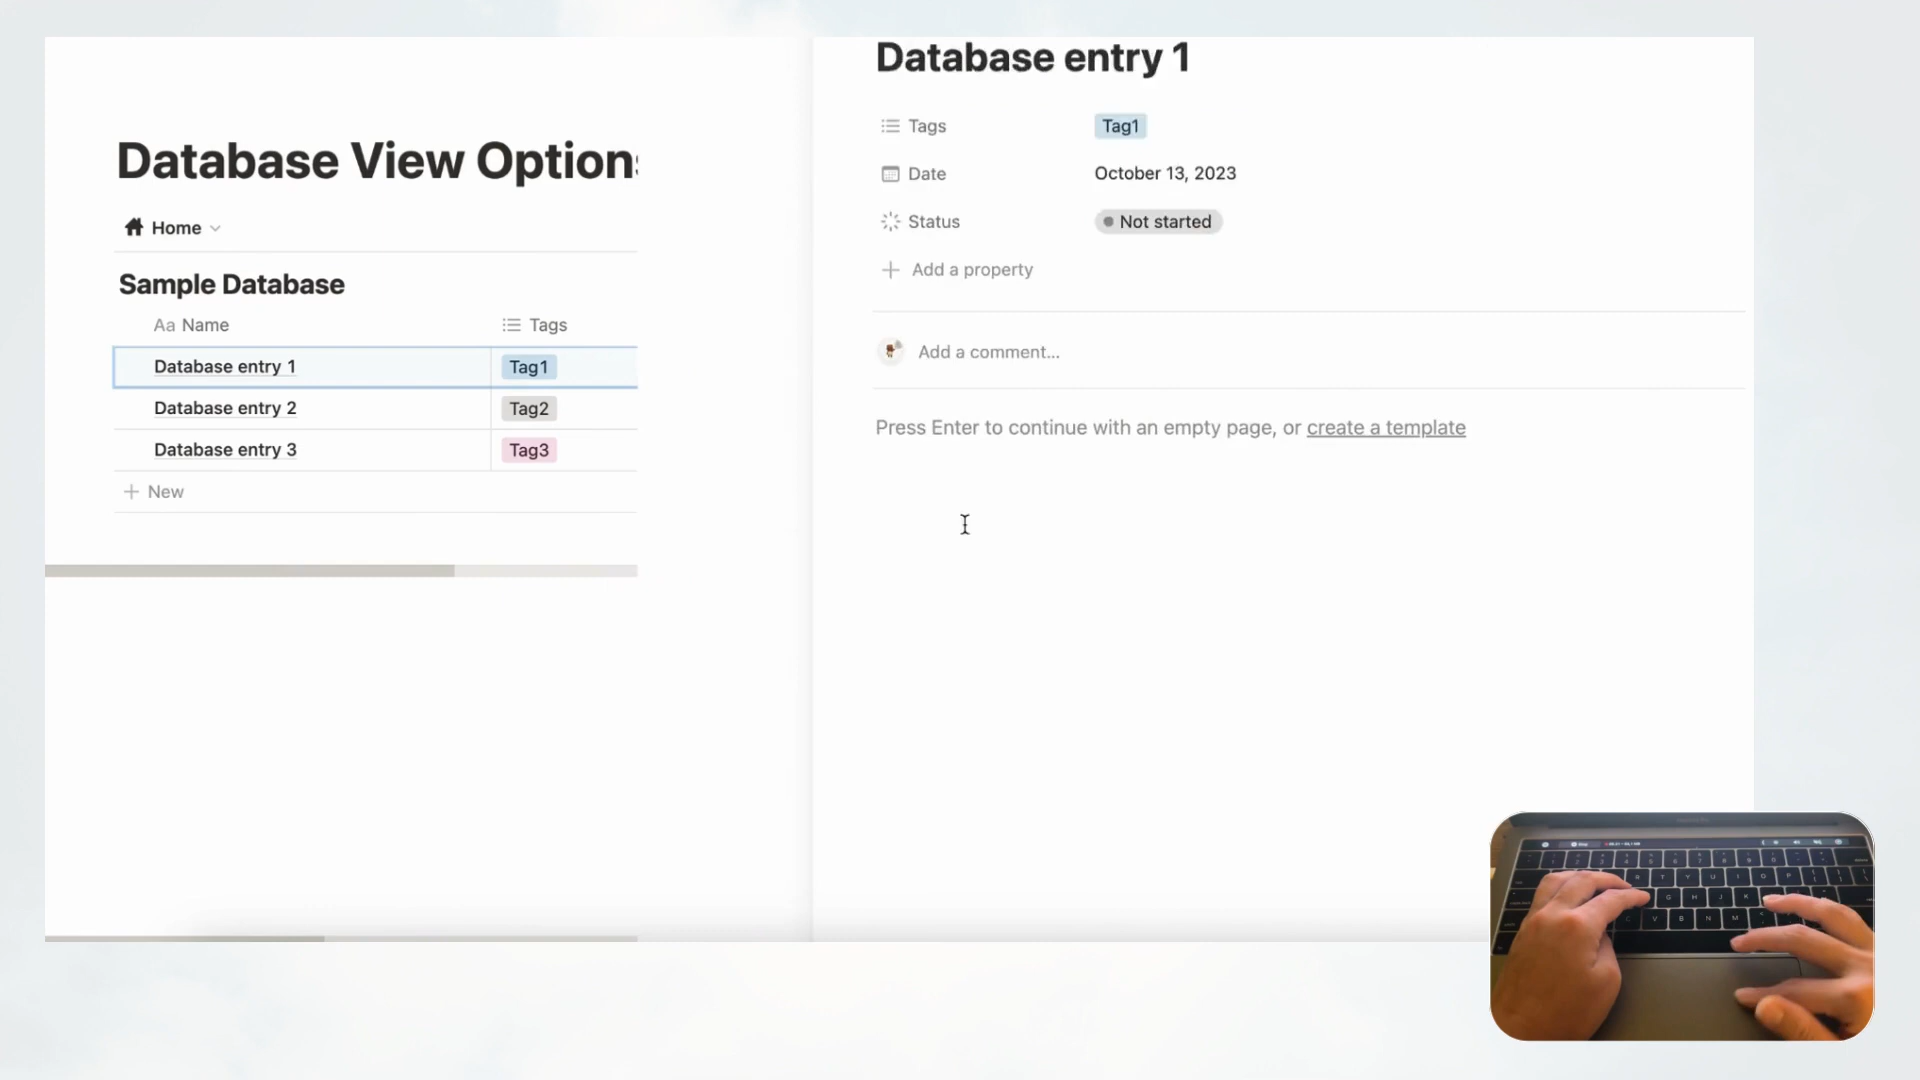 Database View Option
Home
Sample Database
Aa Name
Tags
Database entry 1
Tag1
Database entry 2
Tag2
Database entry 3
Tag3
New
Database entry 1
Tags
Tag1
Date
October 13, 2023
Status
Not started
Add a property
Add a comment...
Press Enter to continue with an empty page, or create a template